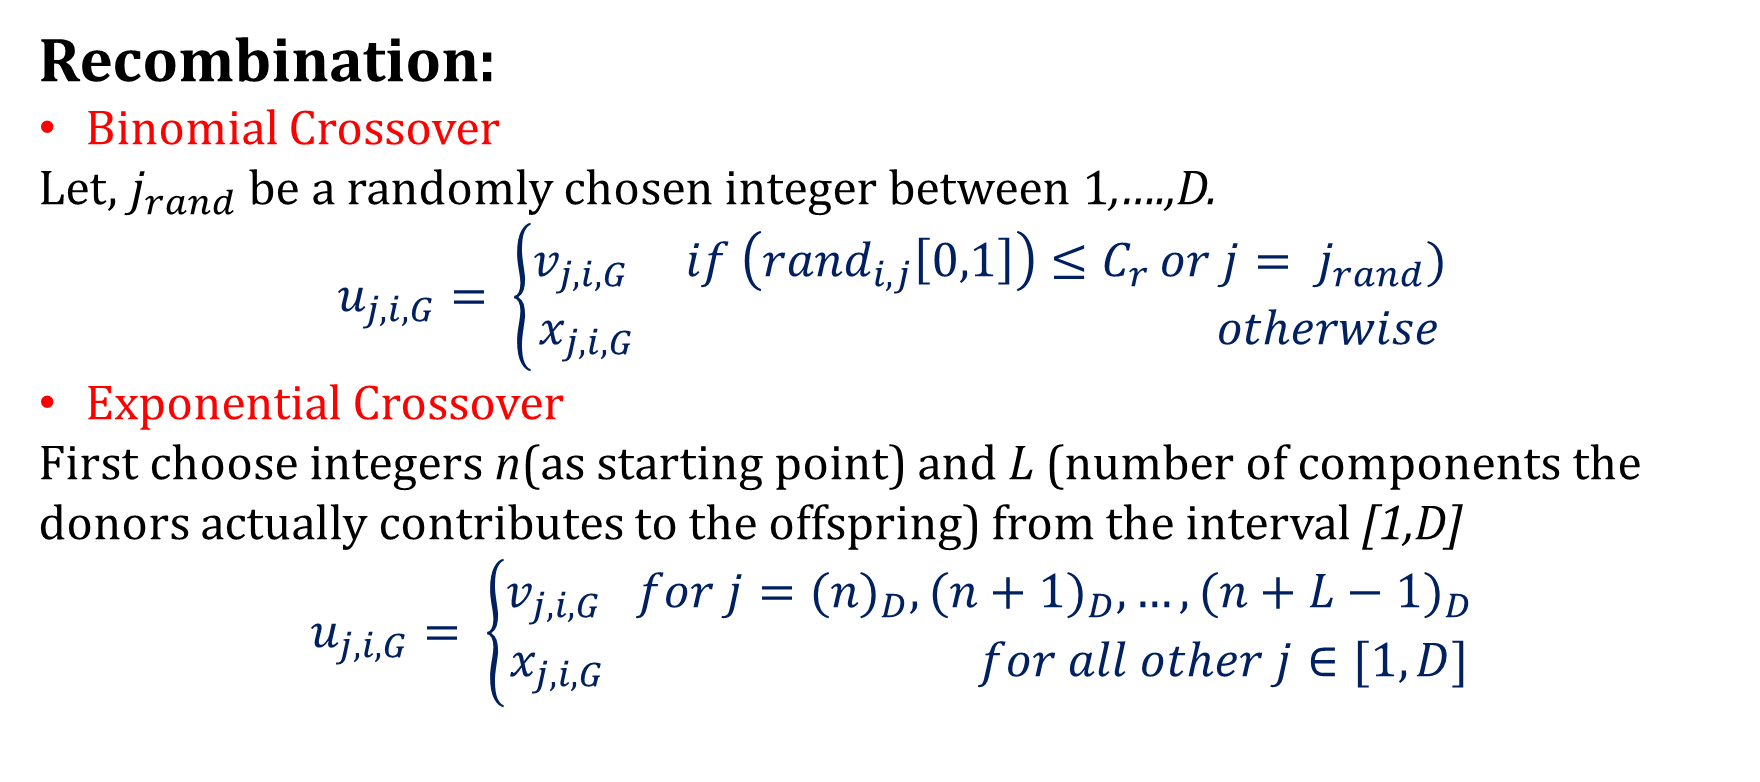 Recombination:
• Binomial Crossover
Let, j_rand be a randomly chosen integer between 1,....,D.
u_{j,i,G} = { v_{j,i,G} if (rand_{i,j}[0,1]) ≤ C_r or j = j_rand)
x_{j,i,G} otherwise
• Exponential Crossover
First choose integers n(as starting point) and L (number of components the
donors actually contributes to the offspring) from the interval [1,D]
u_{j,i,G} = { v_{j,i,G} for j = (n)_D, (n + 1)_D, ..., (n + L − 1)_D
x_{j,i,G} for all other j ∈ [1, D]